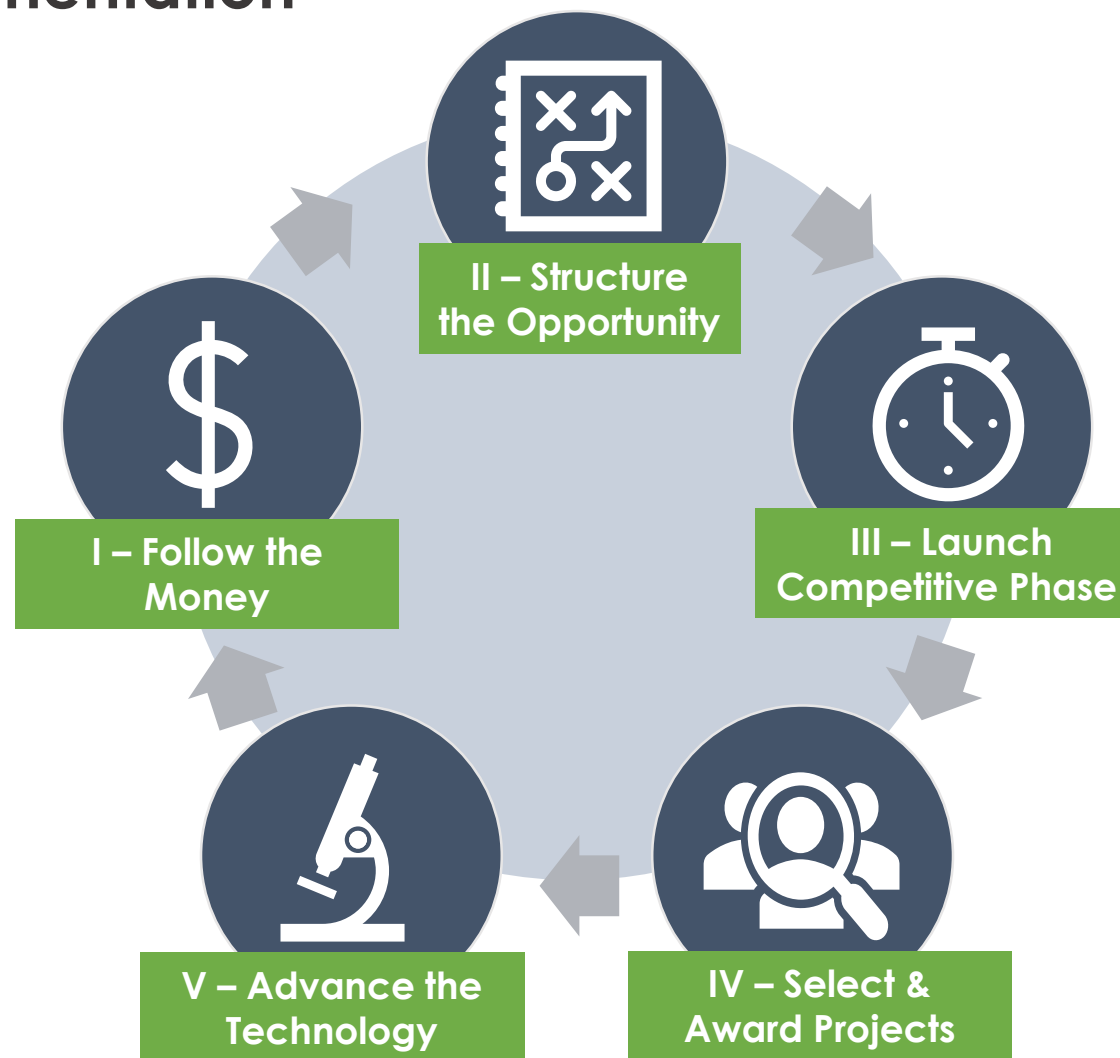 II – Structure
the Opportunity
I – Follow the
Money
III – Launch
Competitive Phase
V – Advance the
Technology
IV – Select &
Award Projects